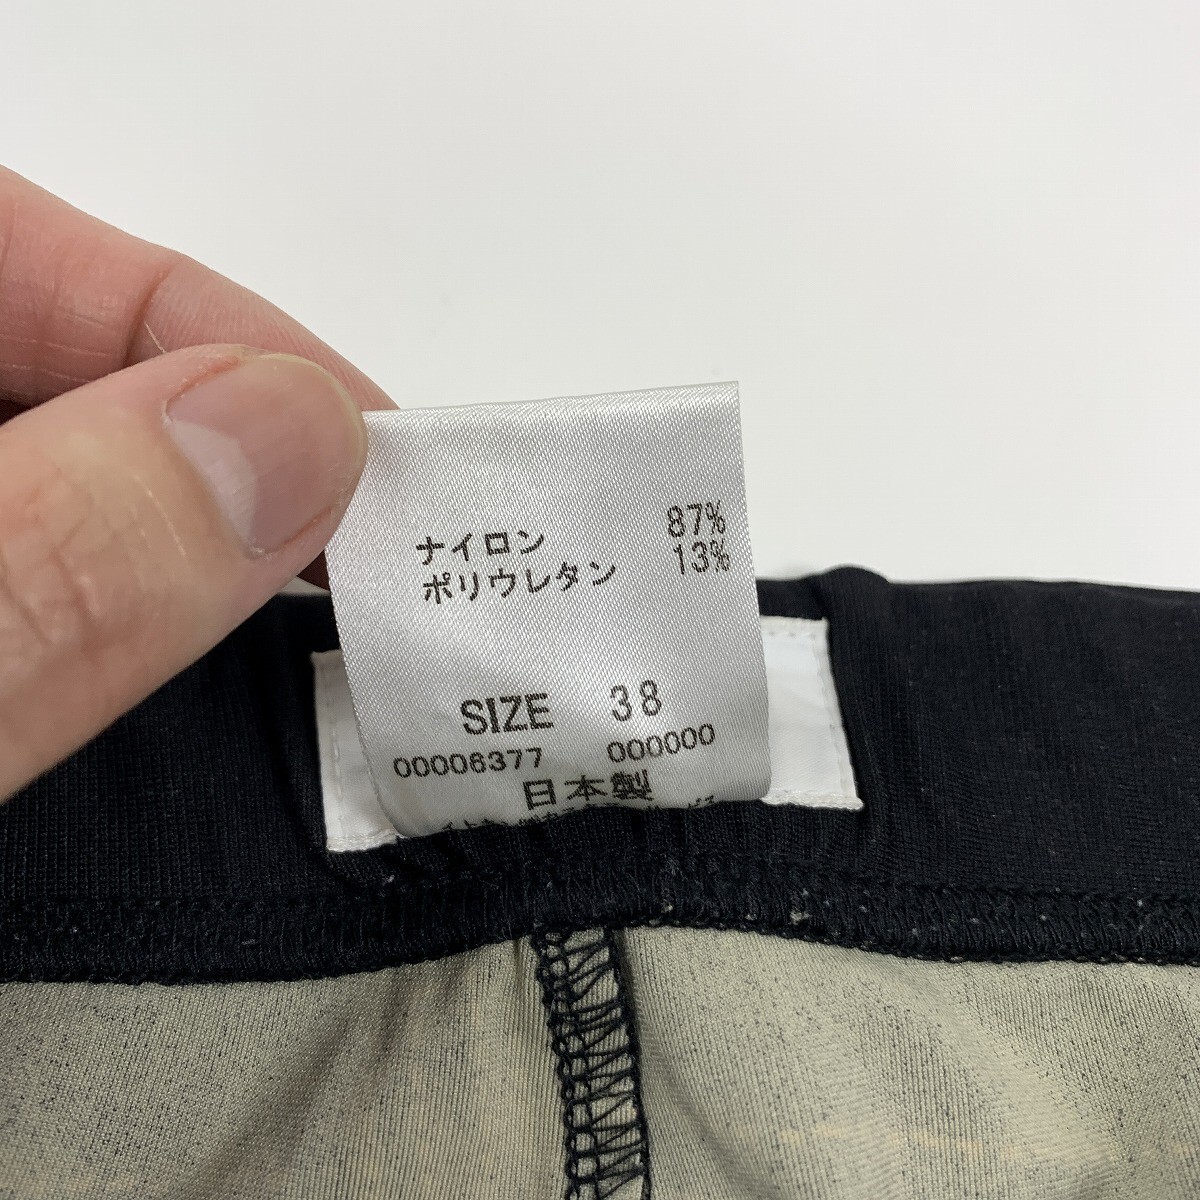 ナイロン 87%
ポリウレタン 13%
SIZE 38
00006377 000000
日本製